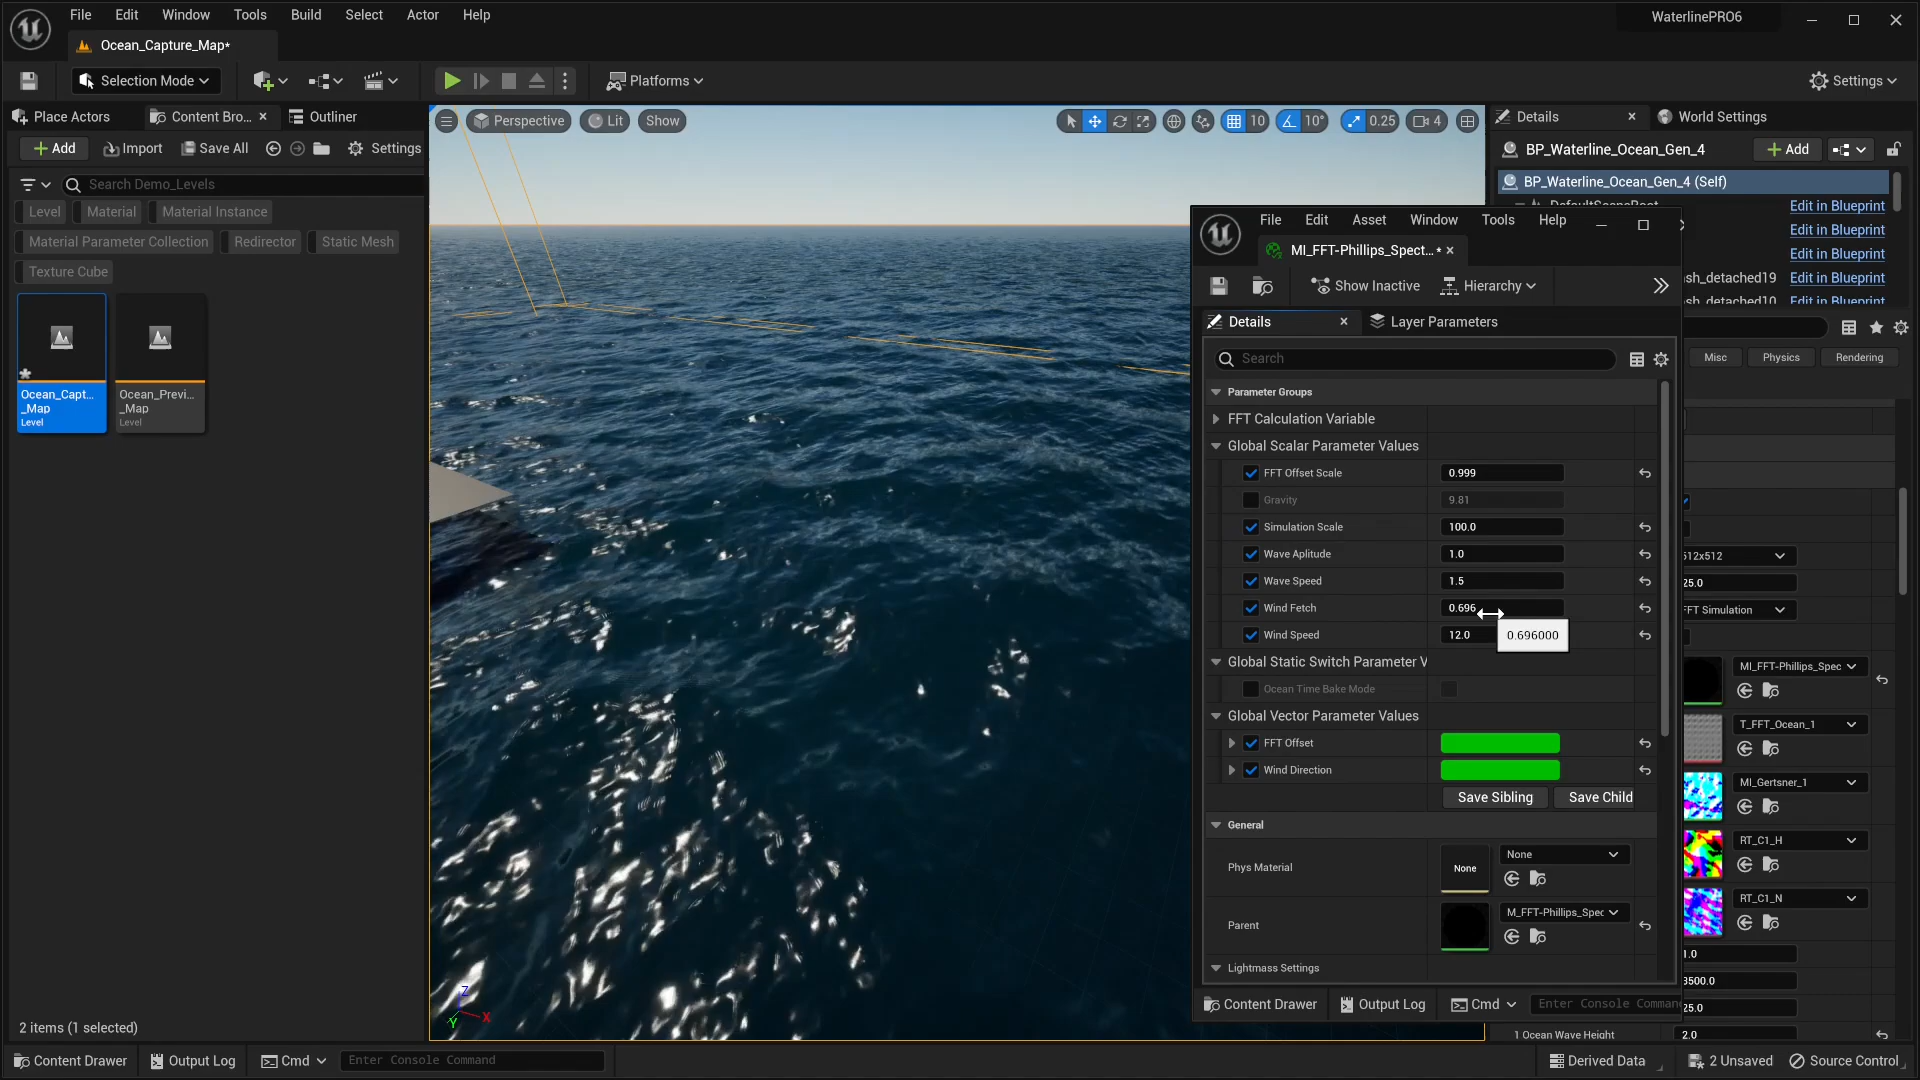 File Edit Window Tools Build Select Actor Help
WaterlinePRO6
Ocean_Capture_Map*
Selection Mode
Platforms
Settings
Place Actors
Content Bro...
Outliner
Add
Import
Save All
Settings
Search Demo_Levels
Level Material Material Instance
Material Parameter Collection Redirector Static Mesh
Texture Cube
Ocean_Capt...
_Map
Level
Ocean_Previ...
_Map
Level
2 items (1 selected)
Perspective
Lit
Show
10
10°
0.25
4
Z
Y
X
Details
World Settings
BP_Waterline_Ocean_Gen_4
Add
BP_Waterline_Ocean_Gen_4 (Self)
Edit in Blueprint
Edit in Blueprint
Edit in Blueprint
sh_detached19 Edit in Blueprint
sh_detached10 Edit in Blueprint
Misc Physics Rendering
512x512
25.0
FFT Simulation
MI_FFT-Phillips_Spec
T_FFT_Ocean_1
MI_Gertsner_1
RT_C1_H
RT_C1_N
1.0
3500.0
25.0
1 Ocean Wave Height 2.0
File Edit Asset Window Tools Help
MI_FFT-Phillips_Spect... *
Show Inactive
Hierarchy
Details
Layer Parameters
Search
Parameter Groups
FFT Calculation Variable
Global Scalar Parameter Values
FFT Offset Scale 0.999
Gravity 9.81
Simulation Scale 100.0
Wave Aplitude 1.0
Wave Speed 1.5
Wind Fetch 0.696
Wind Speed 12.0
0.696000
Global Static Switch Parameter V
Ocean Time Bake Mode
Global Vector Parameter Values
FFT Offset
Wind Direction
Save Sibling Save Child
General
Phys Material None None
Parent M_FFT-Phillips_Spec
Lightmass Settings
Content Drawer Output Log Cmd Enter Console Comman
Content Drawer Output Log Cmd Enter Console Command
Derived Data 2 Unsaved Source Control